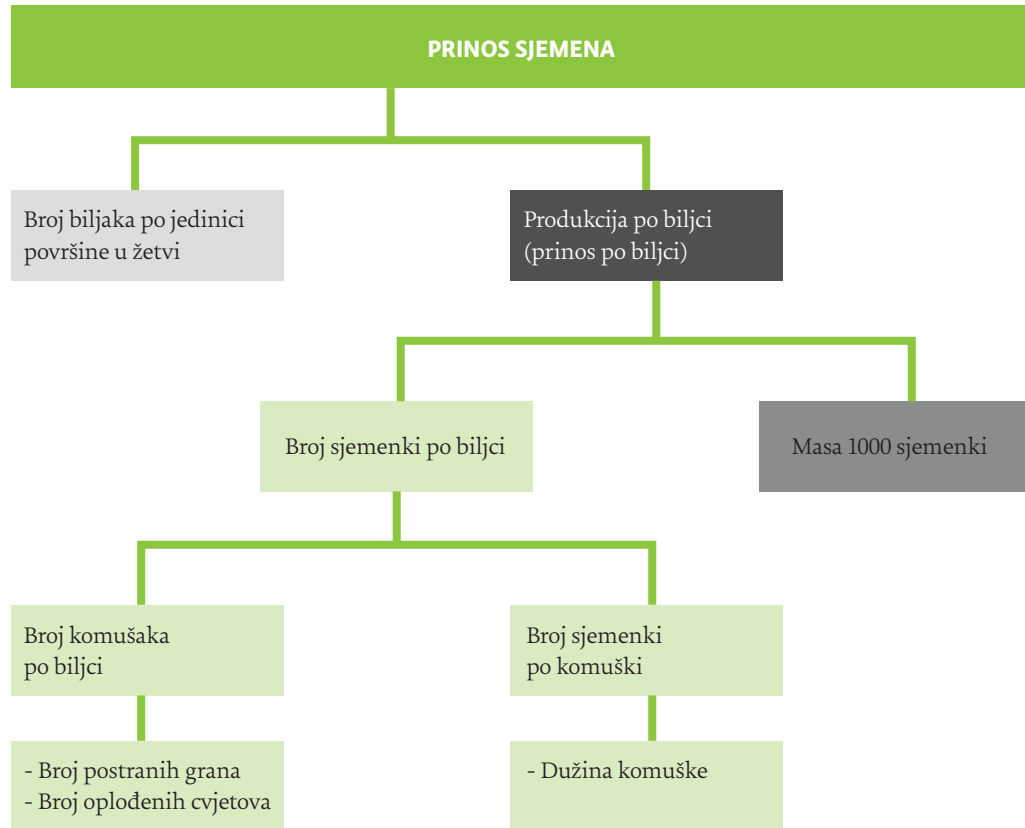 PRINOS SJEMENA
Broj biljaka po jedinici
površine u žetvi
Produkcija po biljci
(prinos po biljci)
Broj sjemenki po biljci
Masa 1000 sjemenki
Broj komušaka
po biljci
Broj sjemenki
po komuški
- Broj postranih grana
- Broj oplođenih cvjetova
- Dužina komuške